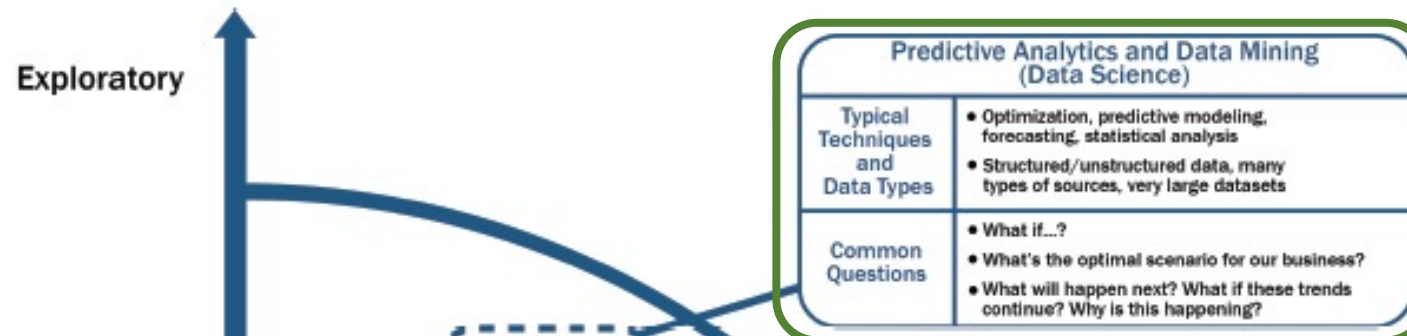 Exploratory
Predictive Analytics and Data Mining
(Data Science)
Typical
Techniques
and
Data Types
• Optimization, predictive modeling,
forecasting, statistical analysis
• Structured/unstructured data, many
types of sources, very large datasets
Common
Questions
• What if...?
• What's the optimal scenario for our business?
• What will happen next? What if these trends
continue? Why is this happening?